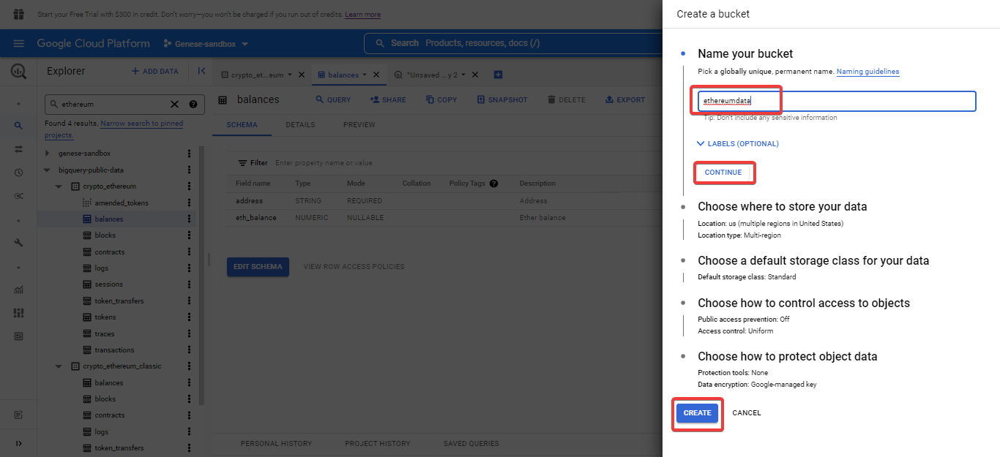 Start your Free Trial with $300 in credit. Don't worry—you won't be charged if you run out of credits. Learn more
Google Cloud Platform
Genese-sandbox
Search Products, resources, docs (/)
Explorer
+ ADD DATA
crypto_et... eum
balances
*Unsaved ... y 2
ethereum
Found 4 results. Narrow search to pinned
projects.
genese-sandbox
bigquery-public-data
crypto_ethereum
amended_tokens
balances
blocks
contracts
logs
sessions
token_transfers
tokens
traces
transactions
crypto_ethereum_classic
balances
blocks
contracts
logs
token_transfers
balances
QUERY
SHARE
COPY
SNAPSHOT
DELETE
EXPORT
SCHEMA
DETAILS
PREVIEW
Filter Enter property name or value
Field name Type Mode Collation Policy Tags Description
address STRING REQUIRED Address
eth_balance NUMERIC NULLABLE Ether balance
EDIT SCHEMA
VIEW ROW ACCESS POLICIES
PERSONAL HISTORY
PROJECT HISTORY
SAVED QUERIES
Create a bucket
Name your bucket
Pick a globally unique, permanent name. Naming guidelines
ethereumdata
Tip: Don't include any sensitive information
LABELS (OPTIONAL)
CONTINUE
Choose where to store your data
Location: us (multiple regions in United States)
Location type: Multi-region
Choose a default storage class for your data
Default storage class: Standard
Choose how to control access to objects
Public access prevention: Off
Access control: Uniform
Choose how to protect object data
Protection tools: None
Data encryption: Google-managed key
CREATE
CANCEL